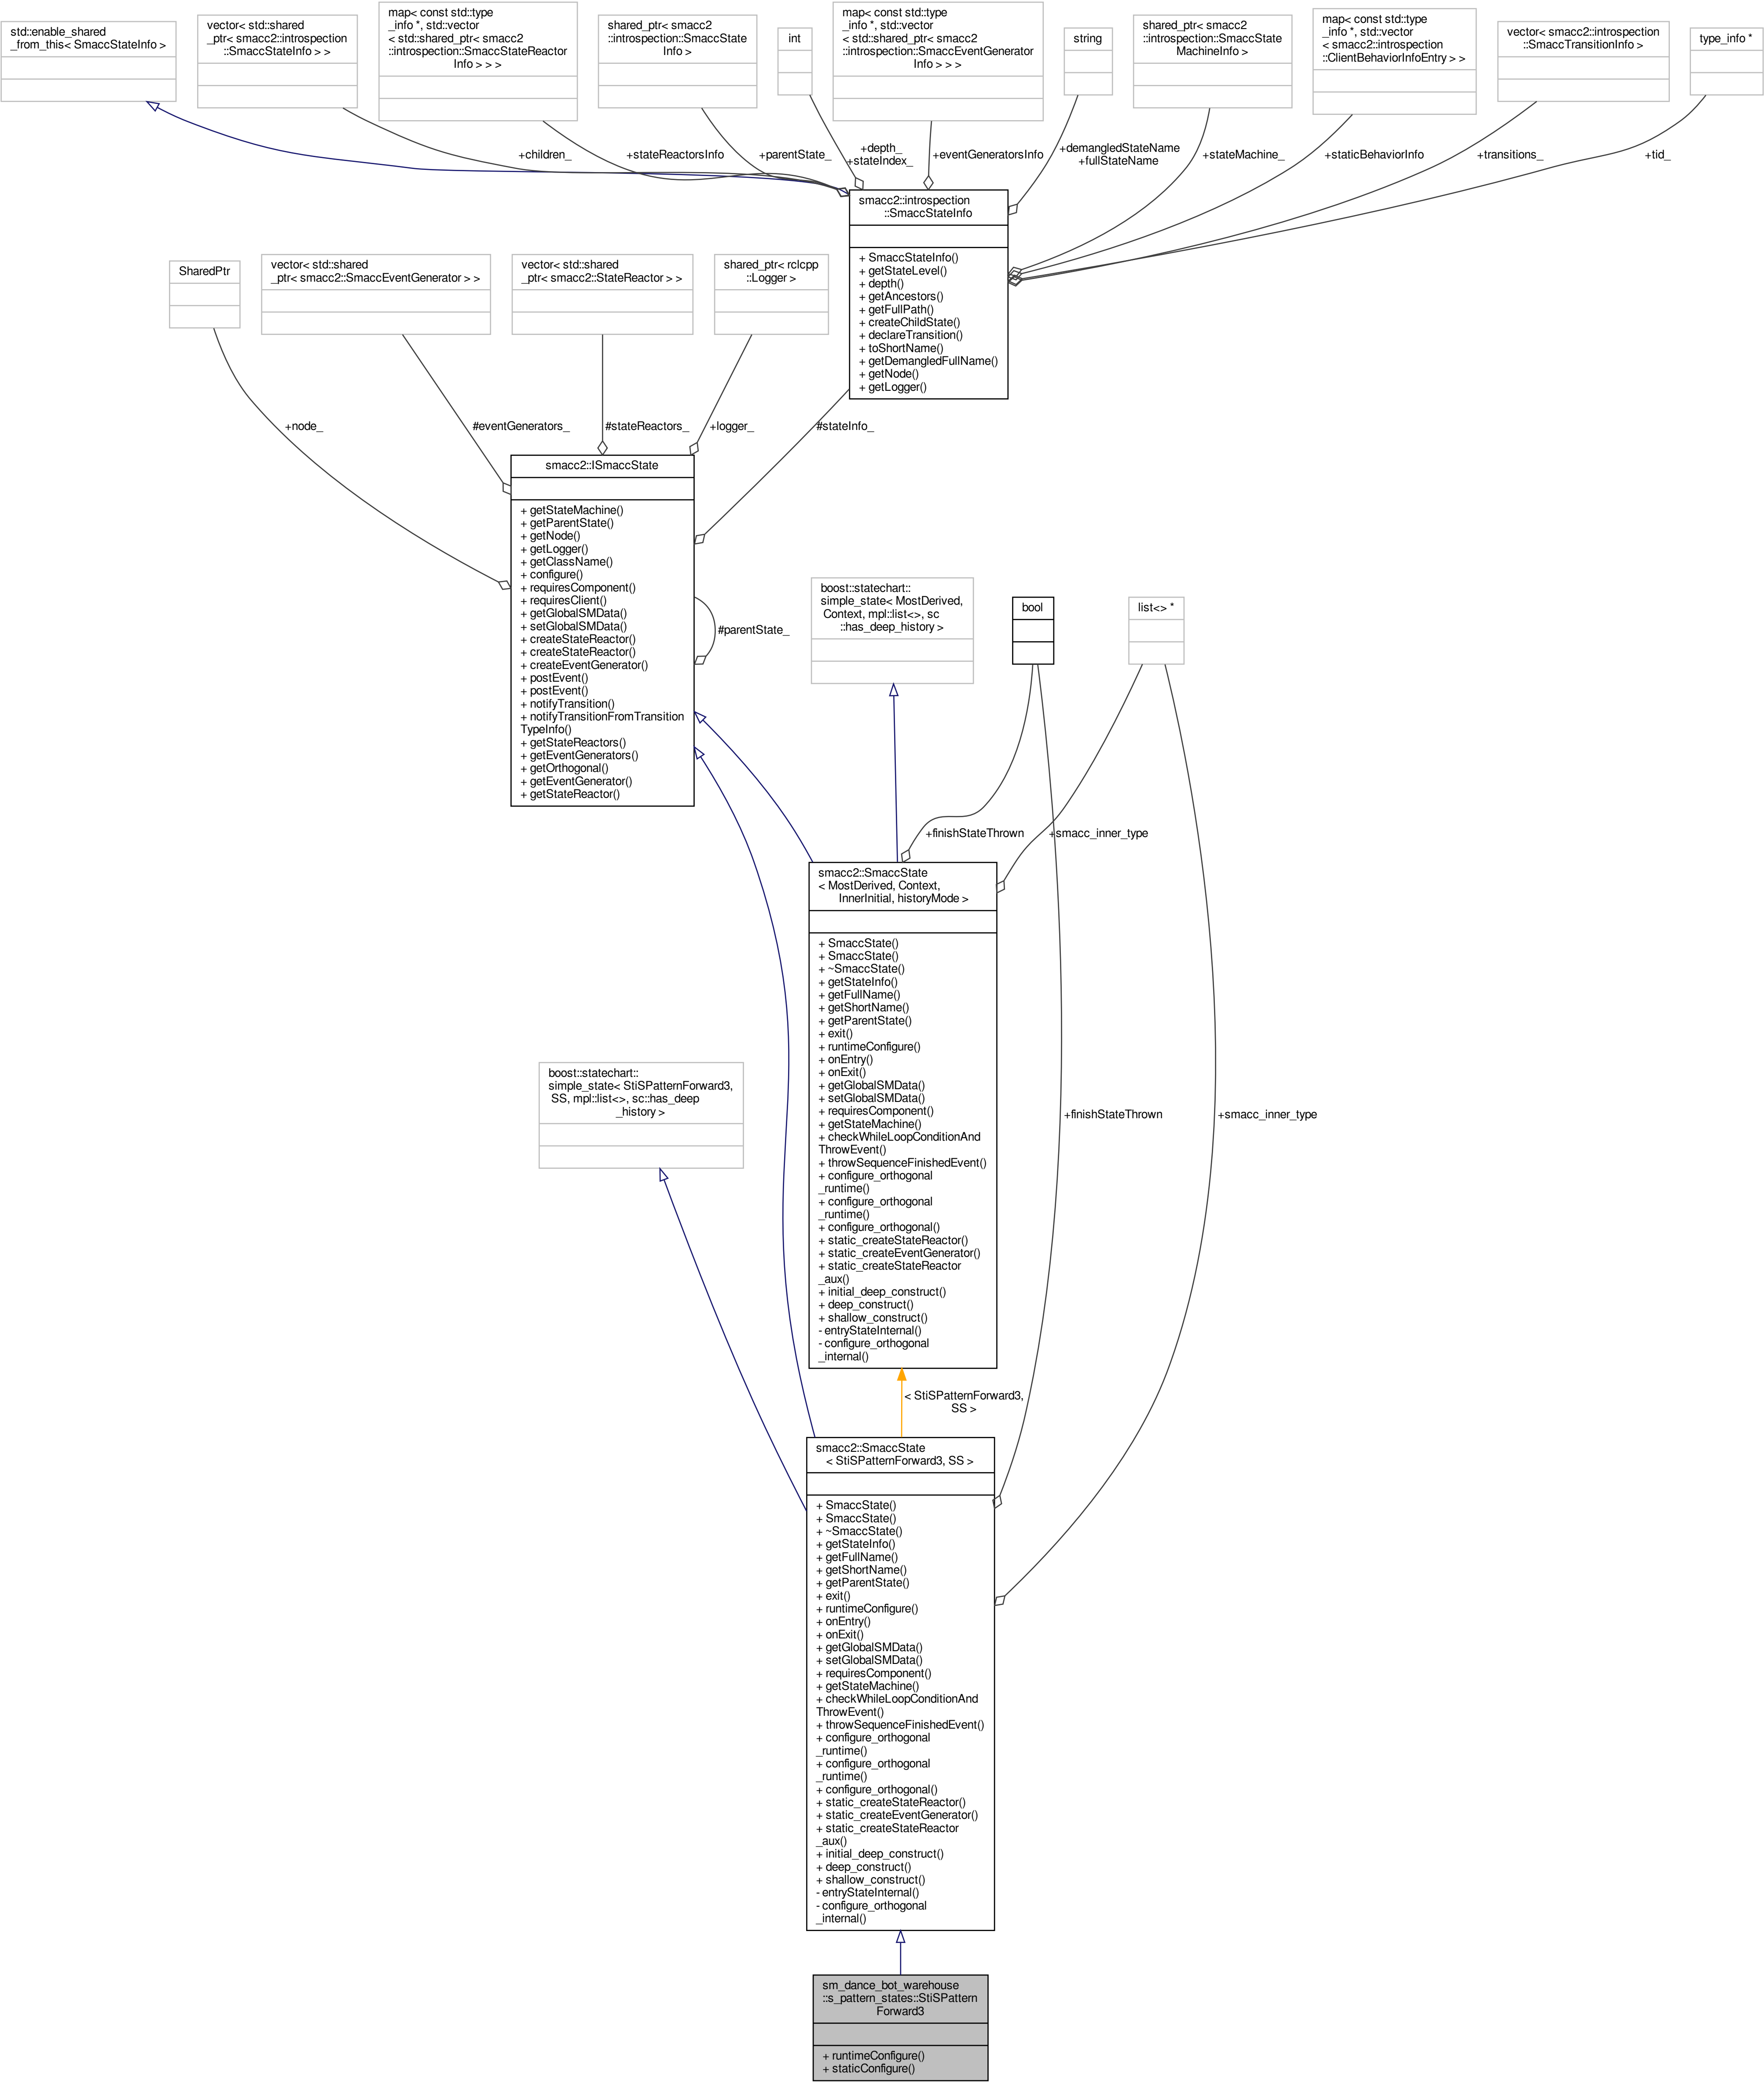 std::enable_shared
_from_this< SmaccStateInfo >
vector< std::shared
_ptr< smacc2::introspection
::SmaccStateInfo > >
map< const std::type
_info *, std::vector
< std::shared_ptr< smacc2
::introspection::SmaccStateReactor
Info > > >
shared_ptr< smacc2
::introspection::SmaccState
Info >
int
map< const std::type
_info *, std::vector
< std::shared_ptr< smacc2
::introspection::SmaccEventGenerator
Info > > >
string
shared_ptr< smacc2
::introspection::SmaccState
MachineInfo >
map< const std::type
_info *, std::vector
< smacc2::introspection
::ClientBehaviorInfoEntry > >
vector< smacc2::introspection
::SmaccTransitionInfo >
type_info *
+children_
+stateReactorsInfo
+parentState_
+depth_
+stateIndex_
+eventGeneratorsInfo
+demangledStateName
+fullStateName
+stateMachine_
+staticBehaviorInfo
+transitions_
+tid_
smacc2::introspection
::SmaccStateInfo
+ SmaccStateInfo()
+ getStateLevel()
+ depth()
+ getAncestors()
+ getFullPath()
+ createChildState()
+ declareTransition()
+ toShortName()
+ getDemangledFullName()
+ getNode()
+ getLogger()
SharedPtr
vector< std::shared
_ptr< smacc2::SmaccEventGenerator > >
vector< std::shared
_ptr< smacc2::StateReactor > >
shared_ptr< rclcpp
::Logger >
+node_
#eventGenerators_
#stateReactors_
+logger_
#stateInfo_
smacc2::ISmaccState
+ getStateMachine()
+ getParentState()
+ getNode()
+ getLogger()
+ getClassName()
+ configure()
+ requiresComponent()
+ requiresClient()
+ getGlobalSMData()
+ setGlobalSMData()
+ createStateReactor()
+ createStateReactor()
+ createEventGenerator()
+ postEvent()
+ postEvent()
+ notifyTransition()
+ notifyTransitionFromTransition
TypeInfo()
+ getStateReactors()
+ getEventGenerators()
+ getOrthogonal()
+ getEventGenerator()
+ getStateReactor()
#parentState_
boost::statechart::
simple_state< MostDerived,
Context, mpl::list<>, sc
::has_deep_history >
bool
list<> *
+finishStateThrown
+smacc_inner_type
smacc2::SmaccState
< MostDerived, Context,
InnerInitial, historyMode >
+ SmaccState()
+ SmaccState()
+ ~SmaccState()
+ getStateInfo()
+ getFullName()
+ getShortName()
+ getParentState()
+ exit()
+ runtimeConfigure()
+ onEntry()
+ onExit()
+ getGlobalSMData()
+ setGlobalSMData()
+ requiresComponent()
+ getStateMachine()
+ checkWhileLoopConditionAnd
ThrowEvent()
+ throwSequenceFinishedEvent()
+ configure_orthogonal
_runtime()
+ configure_orthogonal
_runtime()
+ configure_orthogonal()
+ static_createStateReactor()
+ static_createEventGenerator()
+ static_createStateReactor
_aux()
+ initial_deep_construct()
+ deep_construct()
+ shallow_construct()
- entryStateInternal()
- configure_orthogonal
_internal()
boost::statechart::
simple_state< StiSPatternForward3,
SS, mpl::list<>, sc::has_deep
_history >
+finishStateThrown
+smacc_inner_type
< StiSPatternForward3,
SS >
smacc2::SmaccState
< StiSPatternForward3, SS >
+ SmaccState()
+ SmaccState()
+ ~SmaccState()
+ getStateInfo()
+ getFullName()
+ getShortName()
+ getParentState()
+ exit()
+ runtimeConfigure()
+ onEntry()
+ onExit()
+ getGlobalSMData()
+ setGlobalSMData()
+ requiresComponent()
+ getStateMachine()
+ checkWhileLoopConditionAnd
ThrowEvent()
+ throwSequenceFinishedEvent()
+ configure_orthogonal
_runtime()
+ configure_orthogonal
_runtime()
+ configure_orthogonal()
+ static_createStateReactor()
+ static_createEventGenerator()
+ static_createStateReactor
_aux()
+ initial_deep_construct()
+ deep_construct()
+ shallow_construct()
- entryStateInternal()
- configure_orthogonal
_internal()
sm_dance_bot_warehouse
::s_pattern_states::StiSPattern
Forward3
+ runtimeConfigure()
+ staticConfigure()